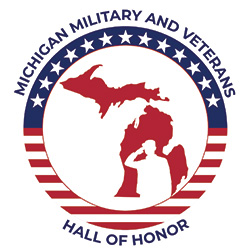 MICHIGAN MILITARY AND VETERANS
HALL OF HONOR